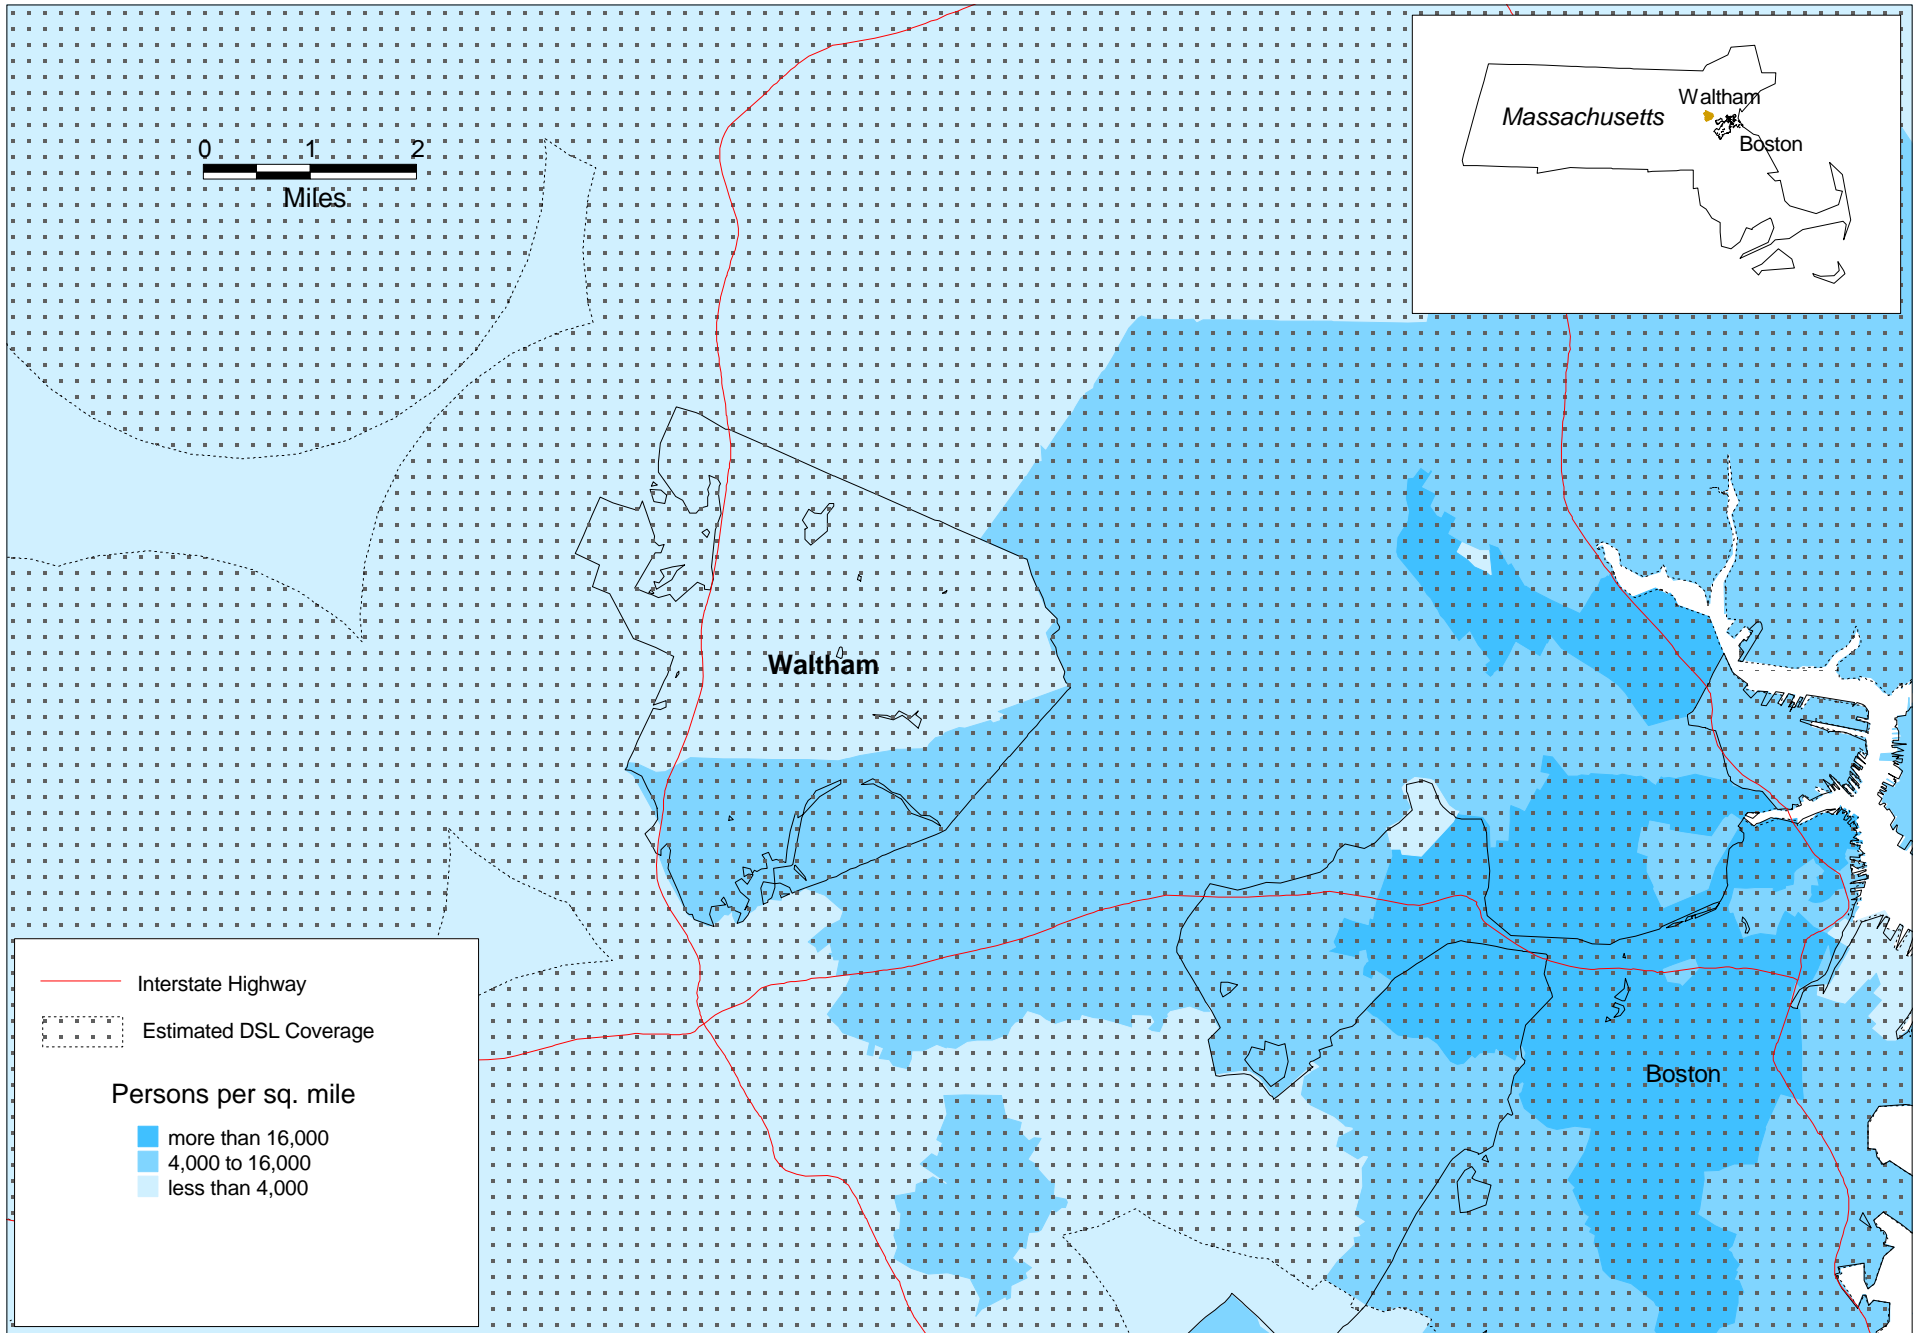 0 1 2
Miles
Massachusetts
Waltham
Boston
Waltham
Boston
Interstate Highway
Estimated DSL Coverage
Persons per sq. mile
more than 16,000
4,000 to 16,000
less than 4,000